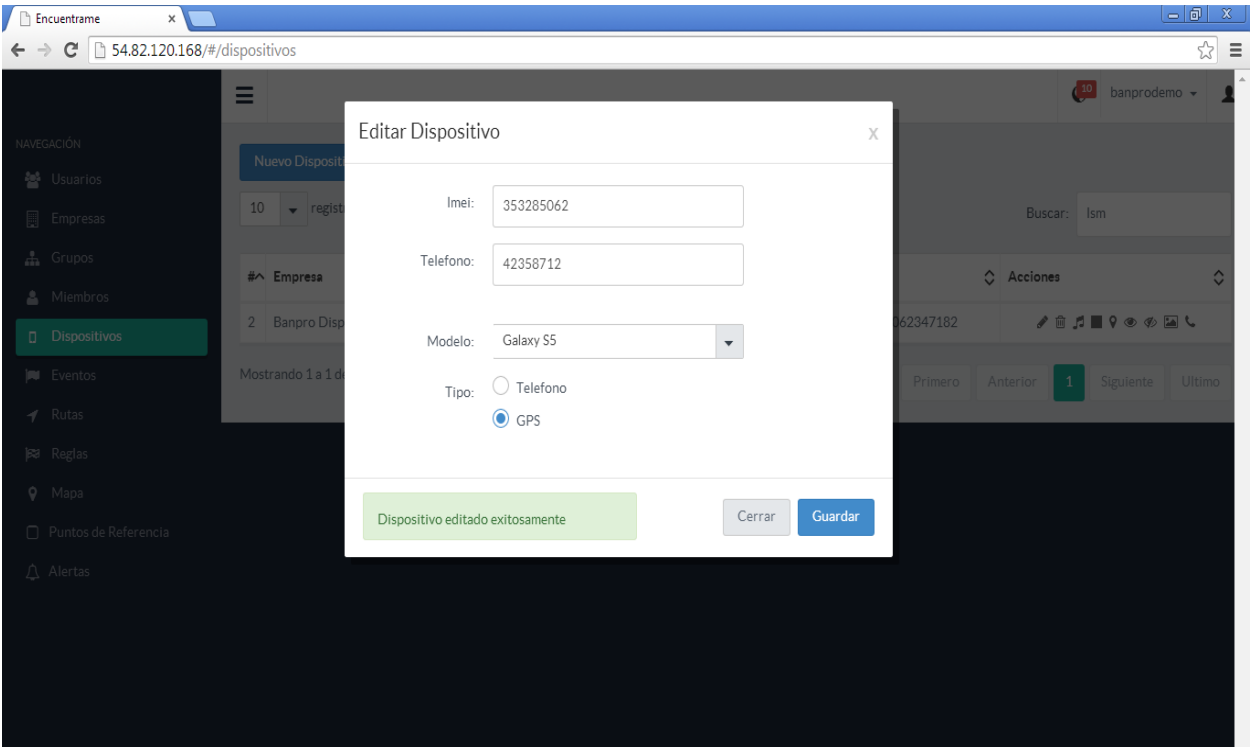 Encuentrame x
54.82.120.168/#/dispositivos
10 banprodemo
NAVEGACIÓN
Usuarios
Empresas
Grupos
Miembros
Dispositivos
Eventos
Rutas
Reglas
Mapa
Puntos de Referencia
Alertas
Nuevo Dispositi
10 regist
Buscar: Ism
# Empresa Acciones
2 Banpro Disp 062347182
Mostrando 1 a 1 de
Primero Anterior 1 Siguiente Ultimo
Editar Dispositivo x
Imei: 353285062
Telefono: 42358712
Modelo: Galaxy S5
Tipo: Telefono
GPS
Dispositivo editado exitosamente
Cerrar Guardar